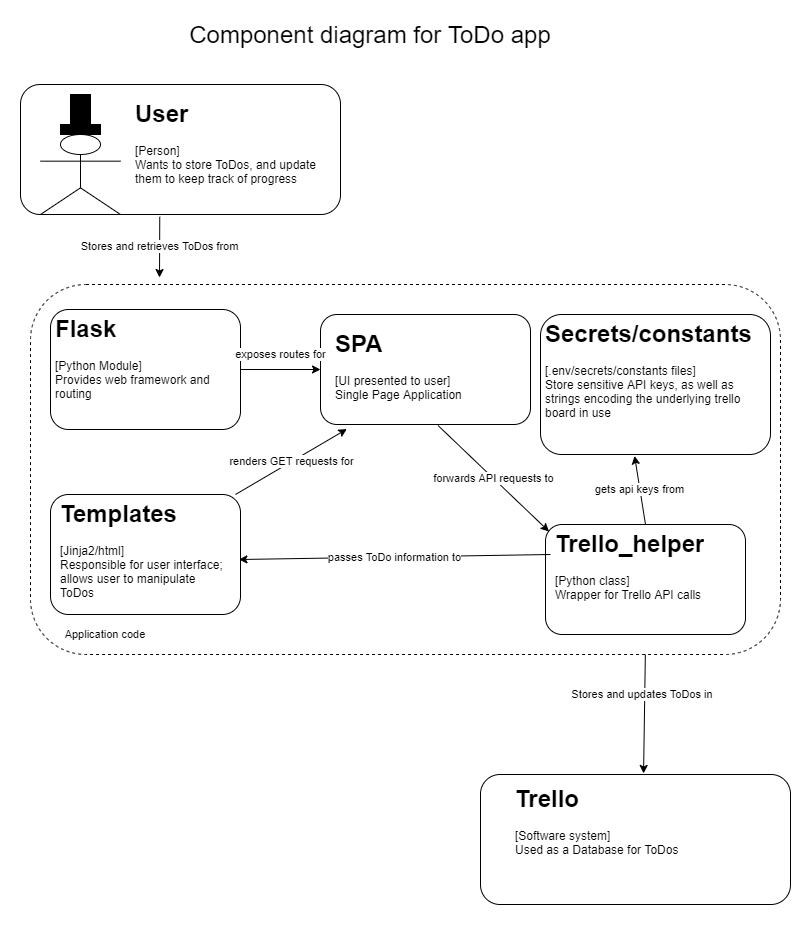 Component diagram for ToDo app
User
[Person]
Wants to store ToDos, and update
them to keep track of progress
Stores and retrieves ToDos from
Flask
[Python Module]
Provides web framework and
routing
exposes routes for
SPA
[UI presented to user]
Single Page Application
Secrets/constants
[.env/secrets/constants files]
Store sensitive API keys, as well as
strings encoding the underlying trello
board in use
renders GET requests for
forwards API requests to
gets api keys from
Templates
[Jinja2/html]
Responsible for user interface;
allows user to manipulate
ToDos
passes ToDo information to
Trello_helper
[Python class]
Wrapper for Trello API calls
Application code
Stores and updates ToDos in
Trello
[Software system]
Used as a Database for ToDos